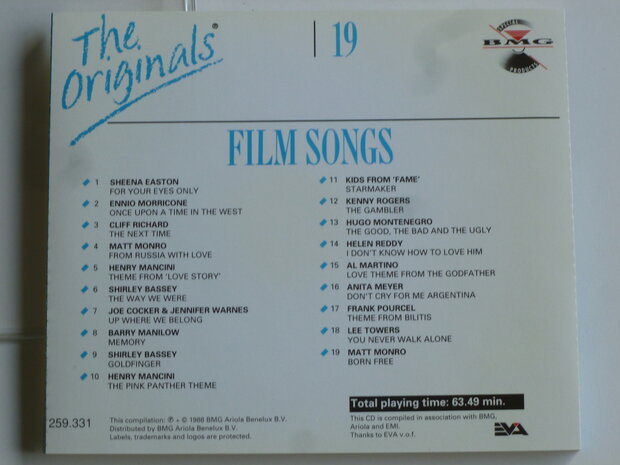 The
Originals®
19
SPECIAL
BMG
PRODUCTS
FILM SONGS
1 SHEENA EASTON
FOR YOUR EYES ONLY
2 ENNIO MORRICONE
ONCE UPON A TIME IN THE WEST
3 CLIFF RICHARD
THE NEXT TIME
4 MATT MONRO
FROM RUSSIA WITH LOVE
5 HENRY MANCINI
THEME FROM 'LOVE STORY'
6 SHIRLEY BASSEY
THE WAY WE WERE
7 JOE COCKER & JENNIFER WARNES
UP WHERE WE BELONG
8 BARRY MANILOW
MEMORY
9 SHIRLEY BASSEY
GOLDFINGER
10 HENRY MANCINI
THE PINK PANTHER THEME
11 KIDS FROM 'FAME'
STARMAKER
12 KENNY ROGERS
THE GAMBLER
13 HUGO MONTENEGRO
THE GOOD, THE BAD AND THE UGLY
14 HELEN REDDY
I DON'T KNOW HOW TO LOVE HIM
15 AL MARTINO
LOVE THEME FROM THE GODFATHER
16 ANITA MEYER
DON'T CRY FOR ME ARGENTINA
17 FRANK POURCEL
THEME FROM BILITIS
18 LEE TOWERS
YOU NEVER WALK ALONE
19 MATT MONRO
BORN FREE
Total playing time: 63.49 min.
259.331
This compilation: ℗ + © 1988 BMG Ariola Benelux B.V.
Distributed by BMG Ariola Benelux B.V.
Labels, trademarks and logos are protected.
This CD is compiled in association with BMG,
Ariola and EMI.
Thanks to EVA v.o.f.
EVA